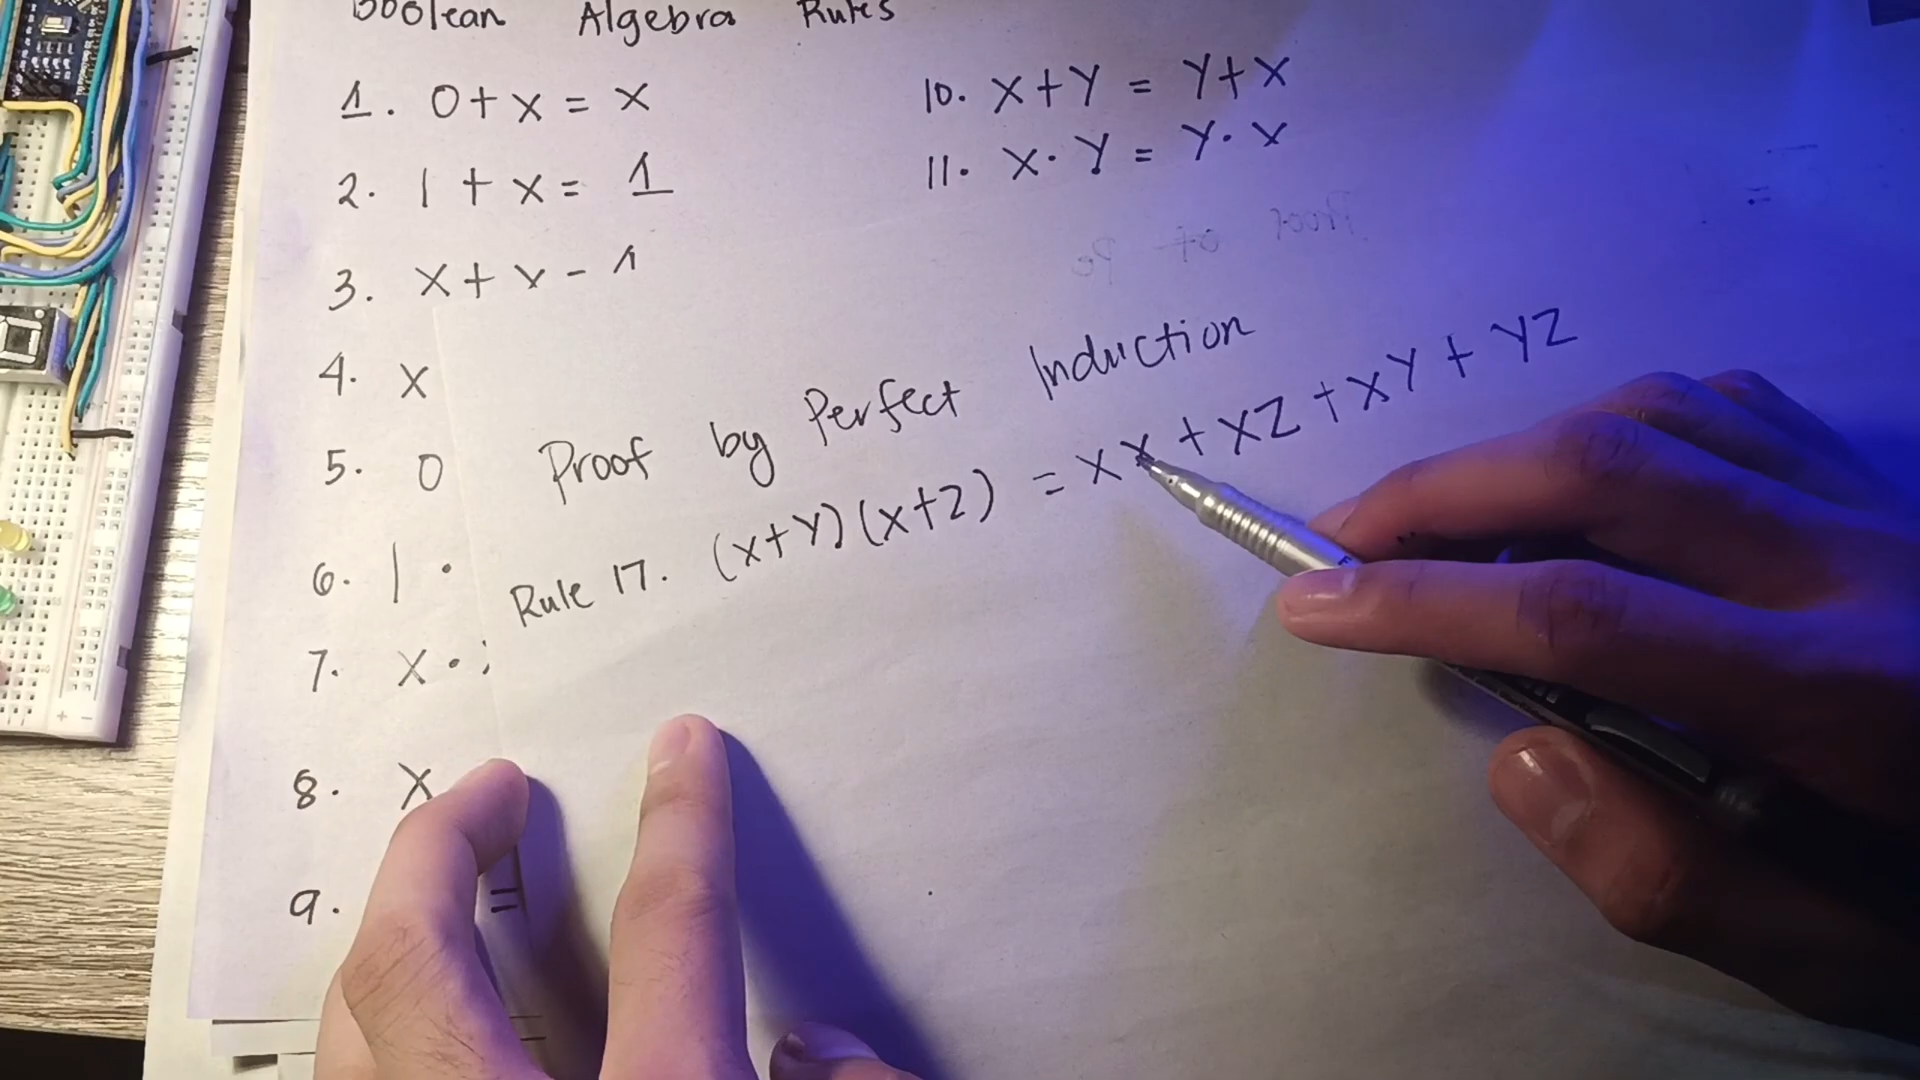 Boolean Algebra Rules
1. 0 + x = x
2. 1 + x = 1
3. x + x - 1
4. x
5. 0
6. 1 ·
7. x ·
8. x
9. =
10. x + y = y + x
11. x · y = y · x
Proof by Perfect Induction
Rule 17. (x+y)(x+z) = xx + xz + xy + yz